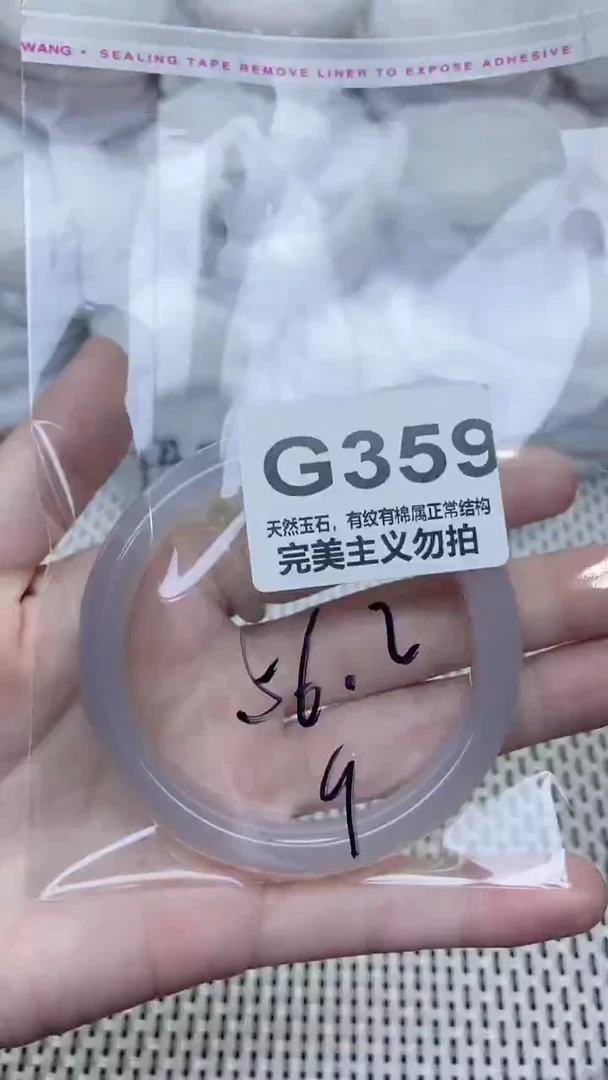 WANG • SEALING TAPE REMOVE LINER TO EXPOSE ADHESIVE
G359
天然玉石，有纹有棉属正常结构
完美主义勿拍
56.2
9